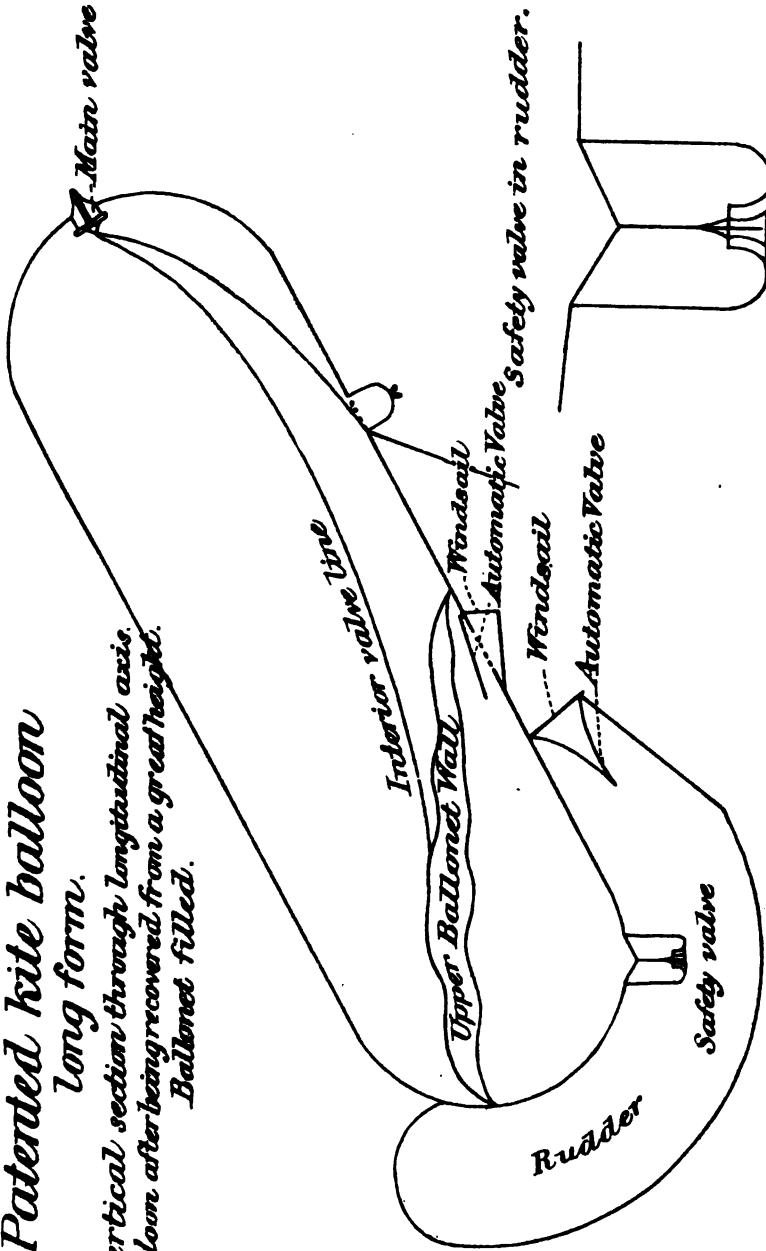 Patented kite balloon
long form.
ertical section through longitudinal axis.
loon after being recovered from a great height.
Ballonet filled.
Main valve
Interior valve line
Upper Ballonet Wall
Windsail
Automatic Valve
Windsail
Automatic Valve
Safety valve in rudder.
Safety valve
Rudder